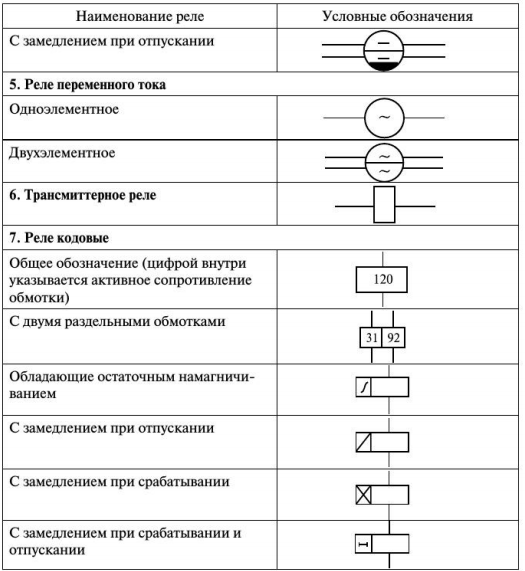 Наименование реле
Условные обозначения
С замедлением при отпускании
5. Реле переменного тока
Одноэлементное
~
Двухэлементное
~
~
6. Трансмиттерное реле
7. Реле кодовые
Общее обозначение (цифрой внутри
указывается активное сопротивление
обмотки)
120
С двумя раздельными обмотками
31 92
Обладающие остаточным намагничи-
ванием
С замедлением при отпускании
С замедлением при срабатывании
С замедлением при срабатывании и
отпускании